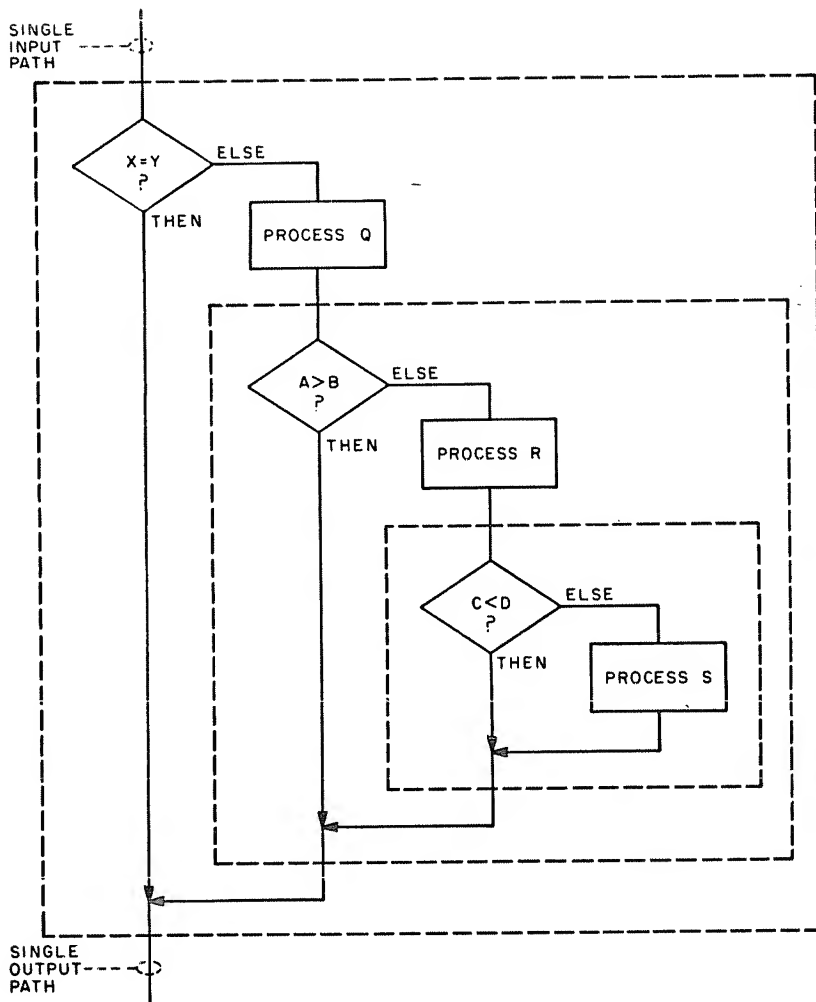 SINGLE
INPUT
PATH
X=Y
?
ELSE
THEN
PROCESS Q
A>B
?
ELSE
THEN
PROCESS R
C<D
?
ELSE
THEN
PROCESS S
SINGLE
OUTPUT
PATH